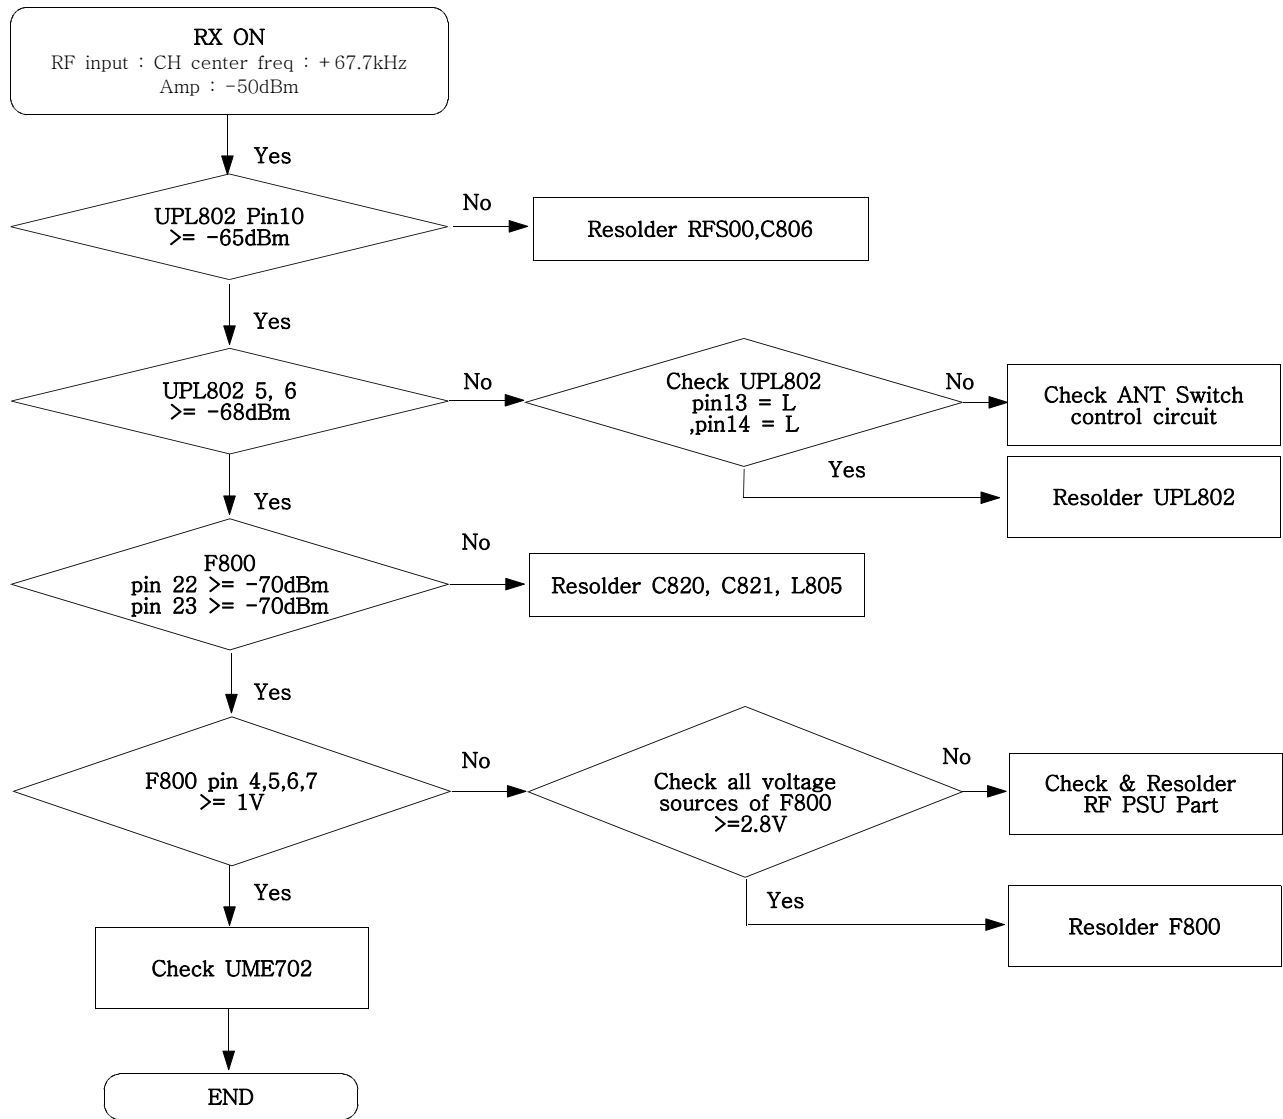 RX ON
RF input : CH center freq : +67.7kHz
Amp : -50dBm
Yes
UPL802 Pin10
>= -65dBm
No
Resolder RFS00,C806
Yes
UPL802 5, 6
>= -68dBm
No
Check UPL802
pin13 = L
,pin14 = L
No
Check ANT Switch
control circuit
Yes
Resolder UPL802
Yes
F800
pin 22 >= -70dBm
pin 23 >= -70dBm
No
Resolder C820, C821, L805
Yes
F800 pin 4,5,6,7
>= 1V
No
Check all voltage
sources of F800
>=2.8V
No
Check & Resolder
RF PSU Part
Yes
Resolder F800
Yes
Check UME702
END